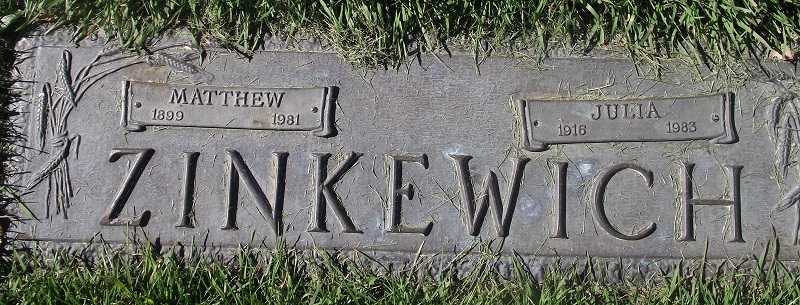 MATTHEW
1899 1981
JULIA
1916 1983
ZINKEWICH